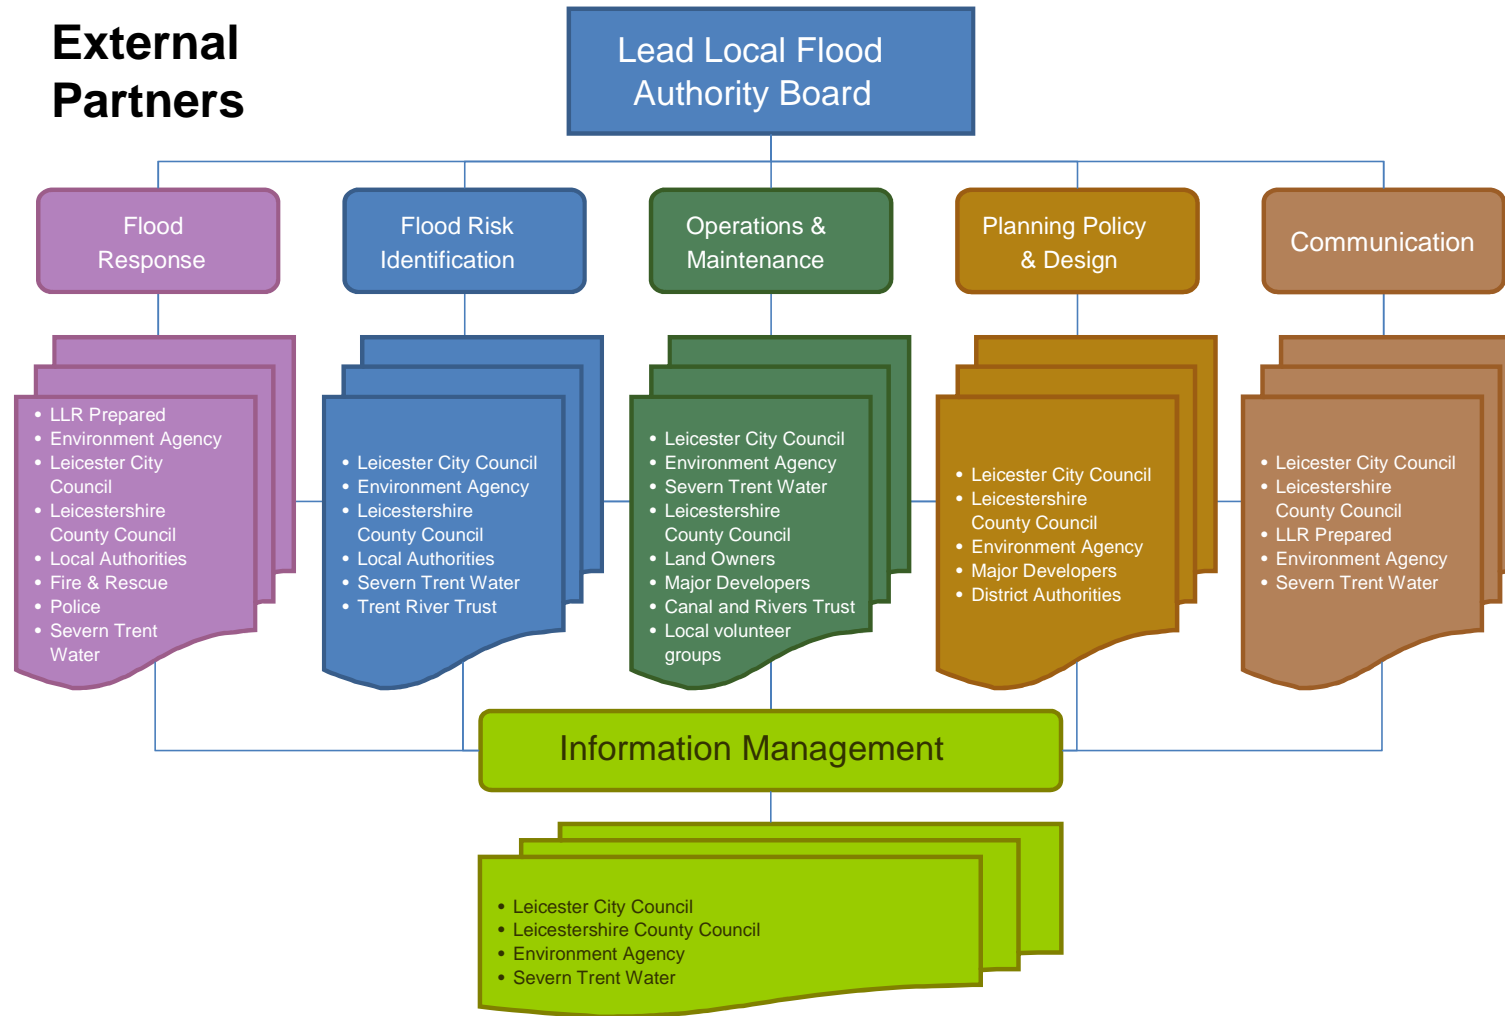 External
Partners
Lead Local Flood
Authority Board
Flood
Response
Flood Risk
Identification
Operations &
Maintenance
Planning Policy
& Design
Communication
• LLR Prepared
• Environment Agency
• Leicester City
Council
• Leicestershire
County Council
• Local Authorities
• Fire & Rescue
• Police
• Severn Trent
Water
• Leicester City Council
• Environment Agency
• Leicestershire
County Council
• Local Authorities
• Severn Trent Water
• Trent River Trust
• Leicester City Council
• Environment Agency
• Severn Trent Water
• Leicestershire
County Council
• Land Owners
• Major Developers
• Canal and Rivers Trust
• Local volunteer
groups
• Leicester City Council
• Leicestershire
County Council
• Environment Agency
• Major Developers
• District Authorities
• Leicester City Council
• Leicestershire
County Council
• LLR Prepared
• Environment Agency
• Severn Trent Water
Information Management
• Leicester City Council
• Leicestershire County Council
• Environment Agency
• Severn Trent Water